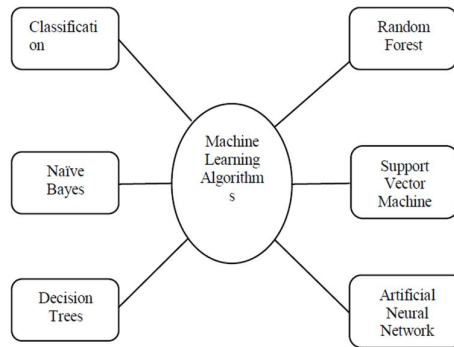 Classificati
on
Random
Forest
Machine
Learning
Algorithm
s
Naïve
Bayes
Support
Vector
Machine
Decision
Trees
Artificial
Neural
Network